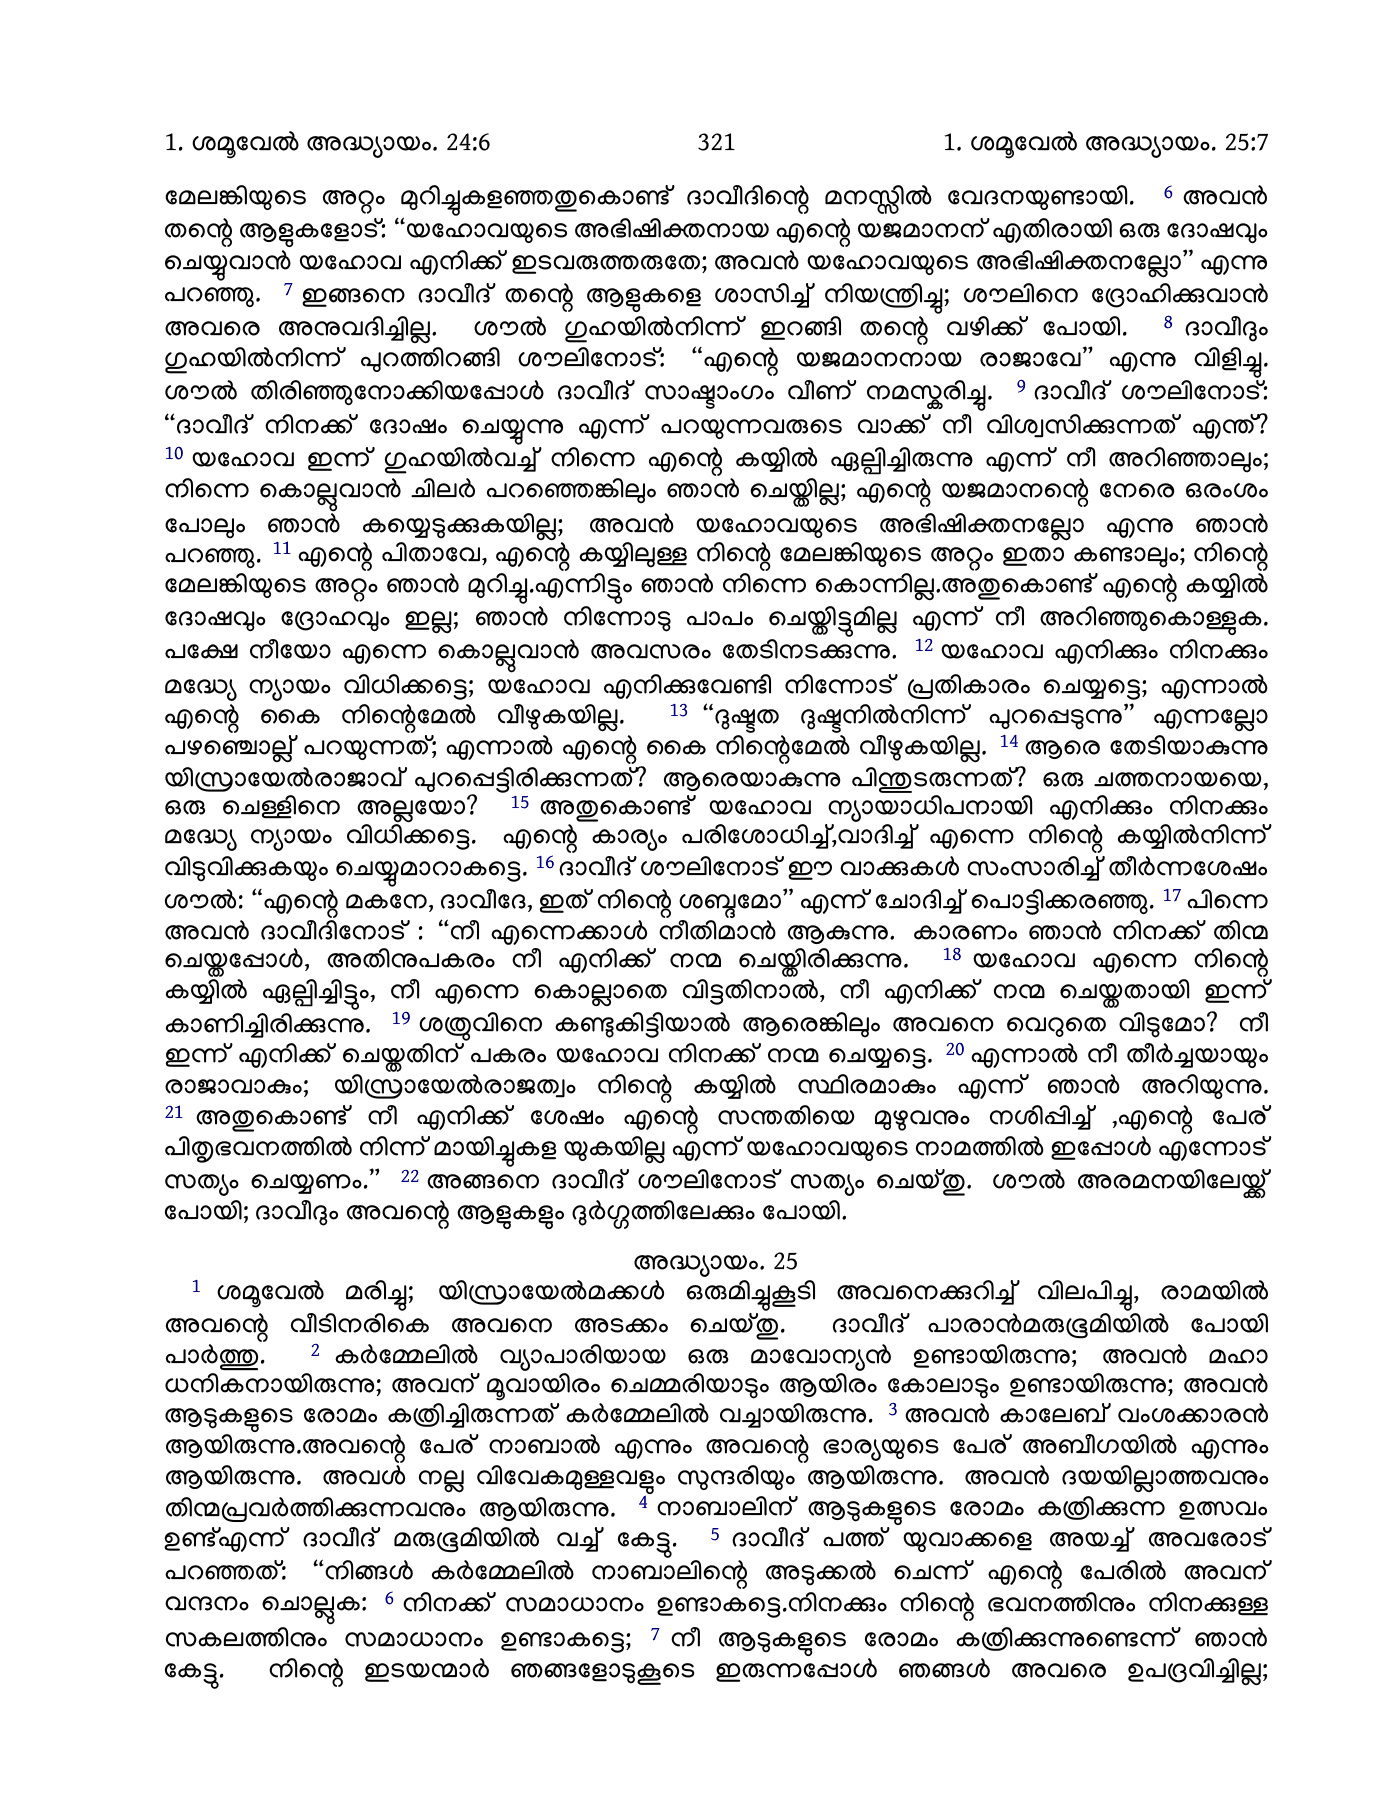 1. ശമൂവേൽ അദ്ധ്യായം. 24:6 321 1. ശമൂവേൽ അദ്ധ്യായം. 25:7
മേലങ്കിയുടെ അറ്റം മുറിച്ചുകളഞ്ഞതുകൊണ്ട് ദാവീദിന്റെ മനസ്സിൽ വേദനയുണ്ടായി. 6 അവൻ
തന്റെ ആളുകളോട്: “യഹോവയുടെ അഭിഷിക്തനായ എന്റെ യജമാനന് എതിരായി ഒരു ദോഷവും
ചെയ്യുവാൻ യഹോവ എനിക്ക് ഇടവരുത്തരുതേ; അവൻ യഹോവയുടെ അഭിഷിക്തനല്ലോ” എന്നു
പറഞ്ഞു. 7 ഇങ്ങനെ ദാവീദ് തന്റെ ആളുകളെ ശാസിച്ച് നിയന്ത്രിച്ചു; ശൗലിനെ ദ്രോഹിക്കുവാൻ
അവരെ അനുവദിച്ചില്ല. ശൗൽ ഗുഹയിൽനിന്ന് ഇറങ്ങി തന്റെ വഴിക്ക് പോയി. 8 ദാവീദും
ഗുഹയിൽനിന്ന് പുറത്തിറങ്ങി ശൗലിനോട്: “എന്റെ യജമാനനായ രാജാവേ” എന്നു വിളിച്ചു.
ശൗൽ തിരിഞ്ഞുനോക്കിയപ്പോൾ ദാവീദ് സാഷ്ടാംഗം വീണ് നമസ്കരിച്ചു. 9 ദാവീദ് ശൗലിനോട്:
“ദാവീദ് നിനക്ക് ദോഷം ചെയ്യുന്നു എന്ന് പറയുന്നവരുടെ വാക്ക് നീ വിശ്വസിക്കുന്നത് എന്ത്?
10 യഹോവ ഇന്ന് ഗുഹയിൽവച്ച് നിന്നെ എന്റെ കയ്യിൽ ഏല്പിച്ചിരുന്നു എന്ന് നീ അറിഞ്ഞാലും;
നിന്നെ കൊല്ലുവാൻ ചിലർ പറഞ്ഞെങ്കിലും ഞാൻ ചെയ്തില്ല; എന്റെ യജമാനന്റെ നേരെ ഒരംശം
പോലും ഞാൻ കയ്യെടുക്കുകയില്ല; അവൻ യഹോവയുടെ അഭിഷിക്തനല്ലോ എന്നു ഞാൻ
പറഞ്ഞു. 11 എന്റെ പിതാവേ, എന്റെ കയ്യിലുള്ള നിന്റെ മേലങ്കിയുടെ അറ്റം ഇതാ കണ്ടാലും; നിന്റെ
മേലങ്കിയുടെ അറ്റം ഞാൻ മുറിച്ചു.എന്നിട്ടും ഞാൻ നിന്നെ കൊന്നില്ല.അതുകൊണ്ട് എന്റെ കയ്യിൽ
ദോഷവും ദ്രോഹവും ഇല്ല; ഞാൻ നിന്നോടു പാപം ചെയ്തിട്ടുമില്ല എന്ന് നീ അറിഞ്ഞുകൊള്ളുക.
പക്ഷേ നീയോ എന്നെ കൊല്ലുവാൻ അവസരം തേടിനടക്കുന്നു. 12 യഹോവ എനിക്കും നിനക്കും
മദ്ധ്യേ ന്യായം വിധിക്കട്ടെ; യഹോവ എനിക്കുവേണ്ടി നിന്നോട് പ്രതികാരം ചെയ്യട്ടെ; എന്നാൽ
എന്റെ കൈ നിന്റെമേൽ വീഴുകയില്ല. 13 “ദുഷ്ടത ദുഷ്ടനിൽനിന്ന് പുറപ്പെടുന്നു” എന്നല്ലോ
പഴഞ്ചൊല്ല് പറയുന്നത്; എന്നാൽ എന്റെ കൈ നിന്റെമേൽ വീഴുകയില്ല. 14 ആരെ തേടിയാകുന്നു
യിസ്രായേൽരാജാവ് പുറപ്പെട്ടിരിക്കുന്നത്? ആരെയാകുന്നു പിന്തുടരുന്നത്? ഒരു ചത്തനായയെ,
ഒരു ചെള്ളിനെ അല്ലയോ? 15 അതുകൊണ്ട് യഹോവ ന്യായാധിപനായി എനിക്കും നിനക്കും
മദ്ധ്യേ ന്യായം വിധിക്കട്ടെ. എന്റെ കാര്യം പരിശോധിച്ച്,വാദിച്ച് എന്നെ നിന്റെ കയ്യിൽനിന്ന്
വിടുവിക്കുകയും ചെയ്യുമാറാകട്ടെ. 16 ദാവീദ് ശൗലിനോട് ഈ വാക്കുകൾ സംസാരിച്ച് തീർന്നശേഷം
ശൗൽ: “എന്റെ മകനേ, ദാവീദേ, ഇത് നിന്റെ ശബ്ദമോ” എന്ന് ചോദിച്ച് പൊട്ടിക്കരഞ്ഞു. 17 പിന്നെ
അവൻ ദാവീദിനോട് : “നീ എന്നെക്കാൾ നീതിമാൻ ആകുന്നു. കാരണം ഞാൻ നിനക്ക് തിന്മ
ചെയ്തപ്പോൾ, അതിനുപകരം നീ എനിക്ക് നന്മ ചെയ്തിരിക്കുന്നു. 18 യഹോവ എന്നെ നിന്റെ
കയ്യിൽ ഏല്പിച്ചിട്ടും, നീ എന്നെ കൊല്ലാതെ വിട്ടതിനാൽ, നീ എനിക്ക് നന്മ ചെയ്തതായി ഇന്ന്
കാണിച്ചിരിക്കുന്നു. 19 ശത്രുവിനെ കണ്ടുകിട്ടിയാൽ ആരെങ്കിലും അവനെ വെറുതെ വിടുമോ? നീ
ഇന്ന് എനിക്ക് ചെയ്തതിന് പകരം യഹോവ നിനക്ക് നന്മ ചെയ്യട്ടെ. 20 എന്നാൽ നീ തീർച്ചയായും
രാജാവാകും; യിസ്രായേൽരാജത്വം നിന്റെ കയ്യിൽ സ്ഥിരമാകും എന്ന് ഞാൻ അറിയുന്നു.
21 അതുകൊണ്ട് നീ എനിക്ക് ശേഷം എന്റെ സന്തതിയെ മുഴുവനും നശിപ്പിച്ച് ,എന്റെ പേര്
പിതൃഭവനത്തിൽ നിന്ന് മായിച്ചുകള യുകയില്ല എന്ന് യഹോവയുടെ നാമത്തിൽ ഇപ്പോൾ എന്നോട്
സത്യം ചെയ്യണം.” 22 അങ്ങനെ ദാവീദ് ശൗലിനോട് സത്യം ചെയ്തു. ശൗൽ അരമനയിലേയ്ക്ക്
പോയി; ദാവീദും അവന്റെ ആളുകളും ദുർഗ്ഗത്തിലേക്കും പോയി.
അദ്ധ്യായം. 25
1 ശമൂവേൽ മരിച്ചു; യിസ്രായേൽമക്കൾ ഒരുമിച്ചുകൂടി അവനെക്കുറിച്ച് വിലപിച്ചു, രാമയിൽ
അവന്റെ വീടിനരികെ അവനെ അടക്കം ചെയ്തു. ദാവീദ് പാരാൻമരുഭൂമിയിൽ പോയി
പാർത്തു. 2 കർമ്മേലിൽ വ്യാപാരിയായ ഒരു മാവോന്യൻ ഉണ്ടായിരുന്നു; അവൻ മഹാ
ധനികനായിരുന്നു; അവന് മൂവായിരം ചെമ്മരിയാടും ആയിരം കോലാടും ഉണ്ടായിരുന്നു; അവൻ
ആടുകളുടെ രോമം കത്രിച്ചിരുന്നത് കർമ്മേലിൽ വച്ചായിരുന്നു. 3 അവൻ കാലേബ് വംശക്കാരൻ
ആയിരുന്നു.അവന്റെ പേര് നാബാൽ എന്നും അവന്റെ ഭാര്യയുടെ പേര് അബീഗയിൽ എന്നും
ആയിരുന്നു. അവൾ നല്ല വിവേകമുള്ളവളും സുന്ദരിയും ആയിരുന്നു. അവൻ ദയയില്ലാത്തവനും
തിന്മപ്രവർത്തിക്കുന്നവനും ആയിരുന്നു. 4 നാബാലിന് ആടുകളുടെ രോമം കത്രിക്കുന്ന ഉത്സവം
ഉണ്ട്എന്ന് ദാവീദ് മരുഭൂമിയിൽ വച്ച് കേട്ടു. 5 ദാവീദ് പത്ത് യുവാക്കളെ അയച്ച് അവരോട്
പറഞ്ഞത്: “നിങ്ങൾ കർമ്മേലിൽ നാബാലിന്റെ അടുക്കൽ ചെന്ന് എന്റെ പേരിൽ അവന്
വന്ദനം ചൊല്ലുക: 6 നിനക്ക് സമാധാനം ഉണ്ടാകട്ടെ.നിനക്കും നിന്റെ ഭവനത്തിനും നിനക്കുള്ള
സകലത്തിനും സമാധാനം ഉണ്ടാകട്ടെ; 7 നീ ആടുകളുടെ രോമം കത്രിക്കുന്നുണ്ടെന്ന് ഞാൻ
കേട്ടു. നിന്റെ ഇടയന്മാർ ഞങ്ങളോടുകൂടെ ഇരുന്നപ്പോൾ ഞങ്ങൾ അവരെ ഉപദ്രവിച്ചില്ല;